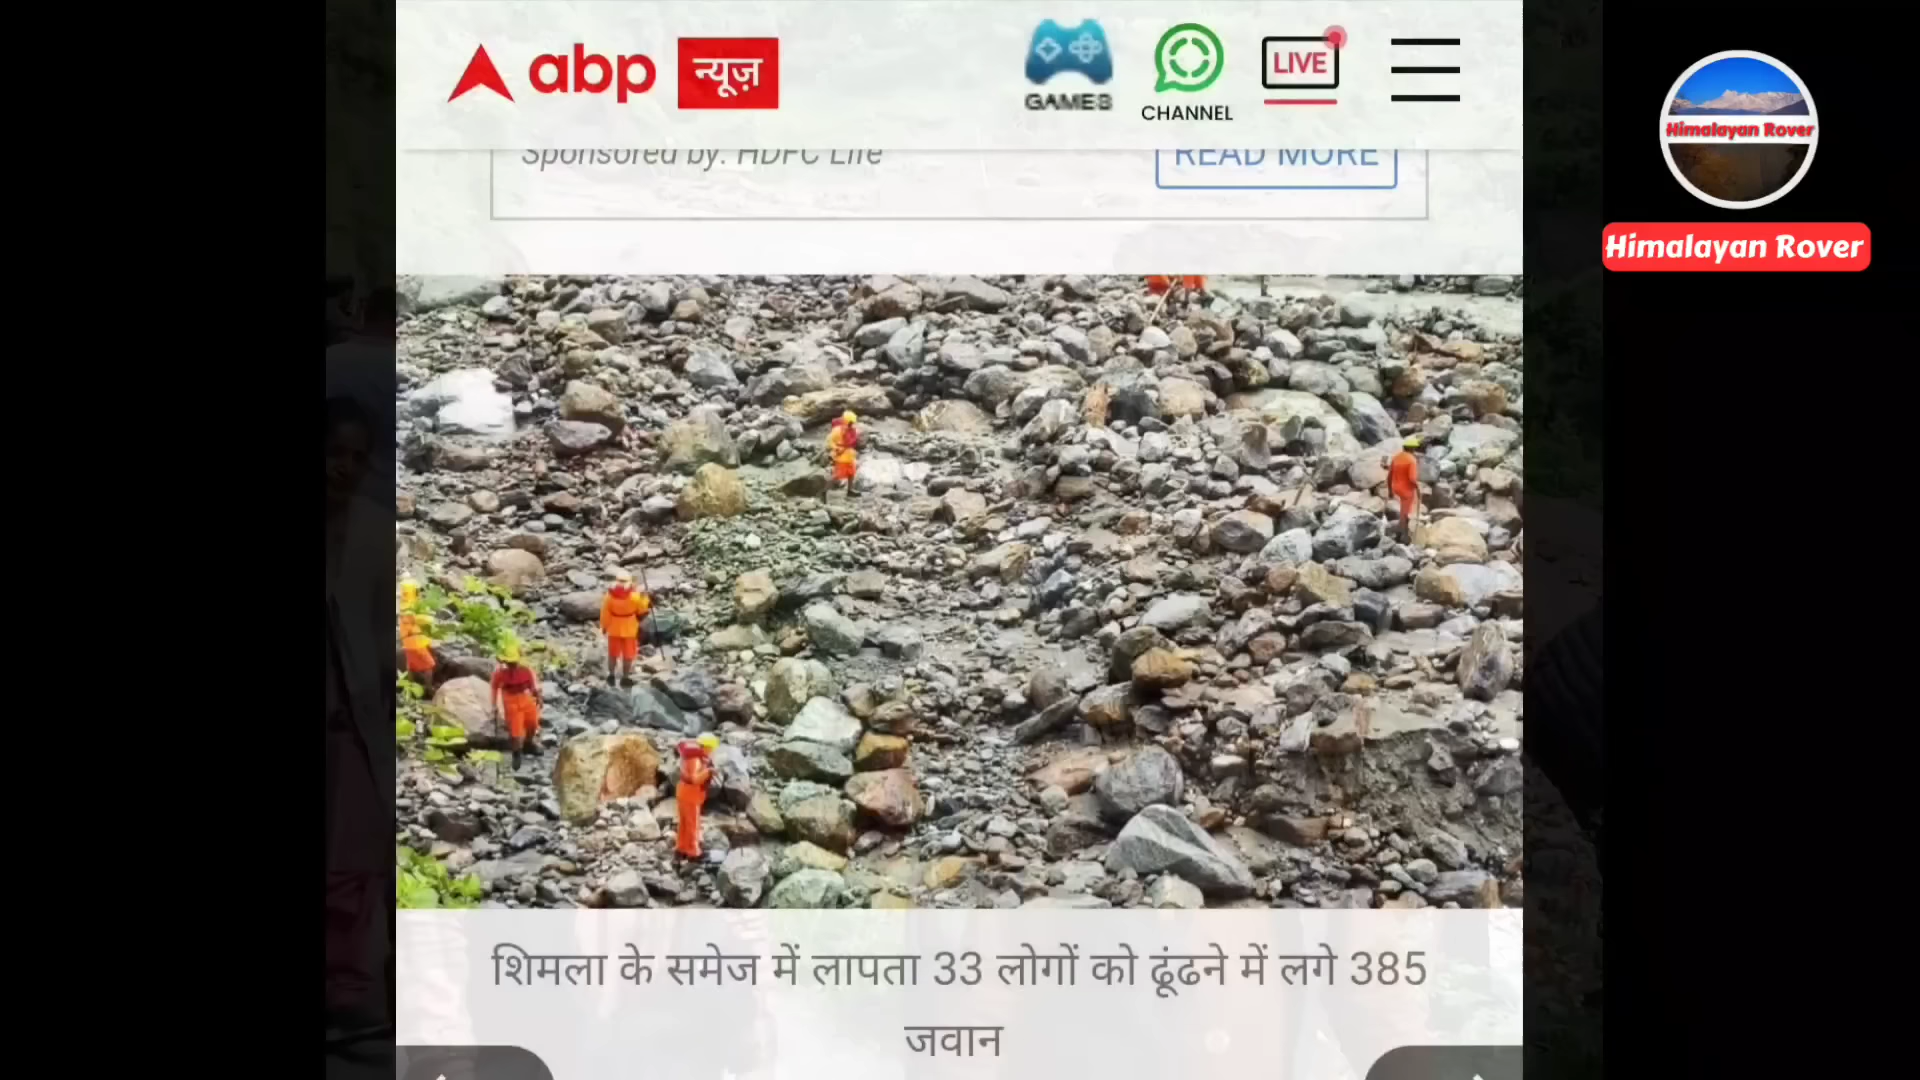 abp न्यूज़
GAMES
CHANNEL
LIVE
Himalayan Rover
Himalayan Rover
Sponsored by: HDFC Life
READ MORE
शिमला के समेज में लापता 33 लोगों को ढूंढने में लगे 385
जवान